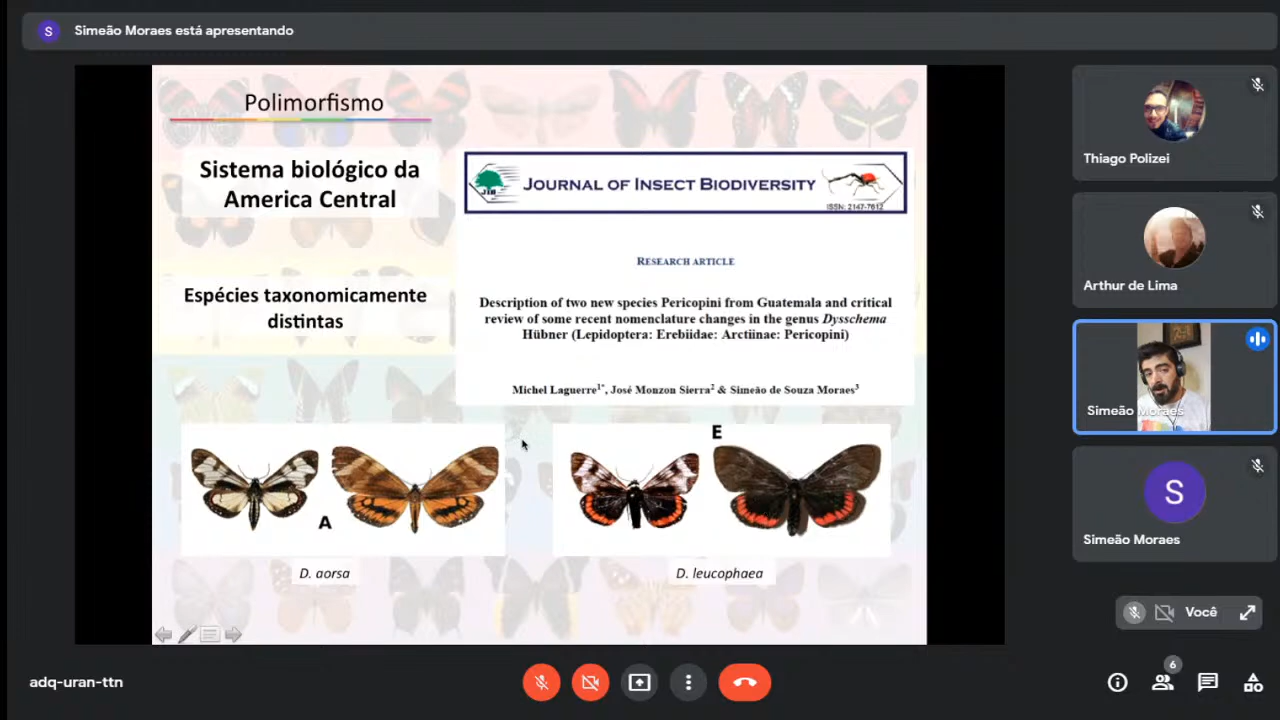 S
Simeão Moraes está apresentando
Polimorfismo
Sistema biológico da
America Central
JIB
JOURNAL OF INSECT BIODIVERSITY
ISSN: 2147-7612
RESEARCH ARTICLE
Espécies taxonomicamente
distintas
Description of two new species Pericopini from Guatemala and critical
review of some recent nomenclature changes in the genus Dysschema
Hübner (Lepidoptera: Erebiidae: Arctiinae: Pericopini)
Michel Laguerre1*, José Monzon Sierra2 & Simeão de Souza Moraes3
A
E
D. aorsa
D. leucophaea
Thiago Polizei
Arthur de Lima
Simeão Moraes
S
Simeão Moraes
Você
adq-uran-ttn
6